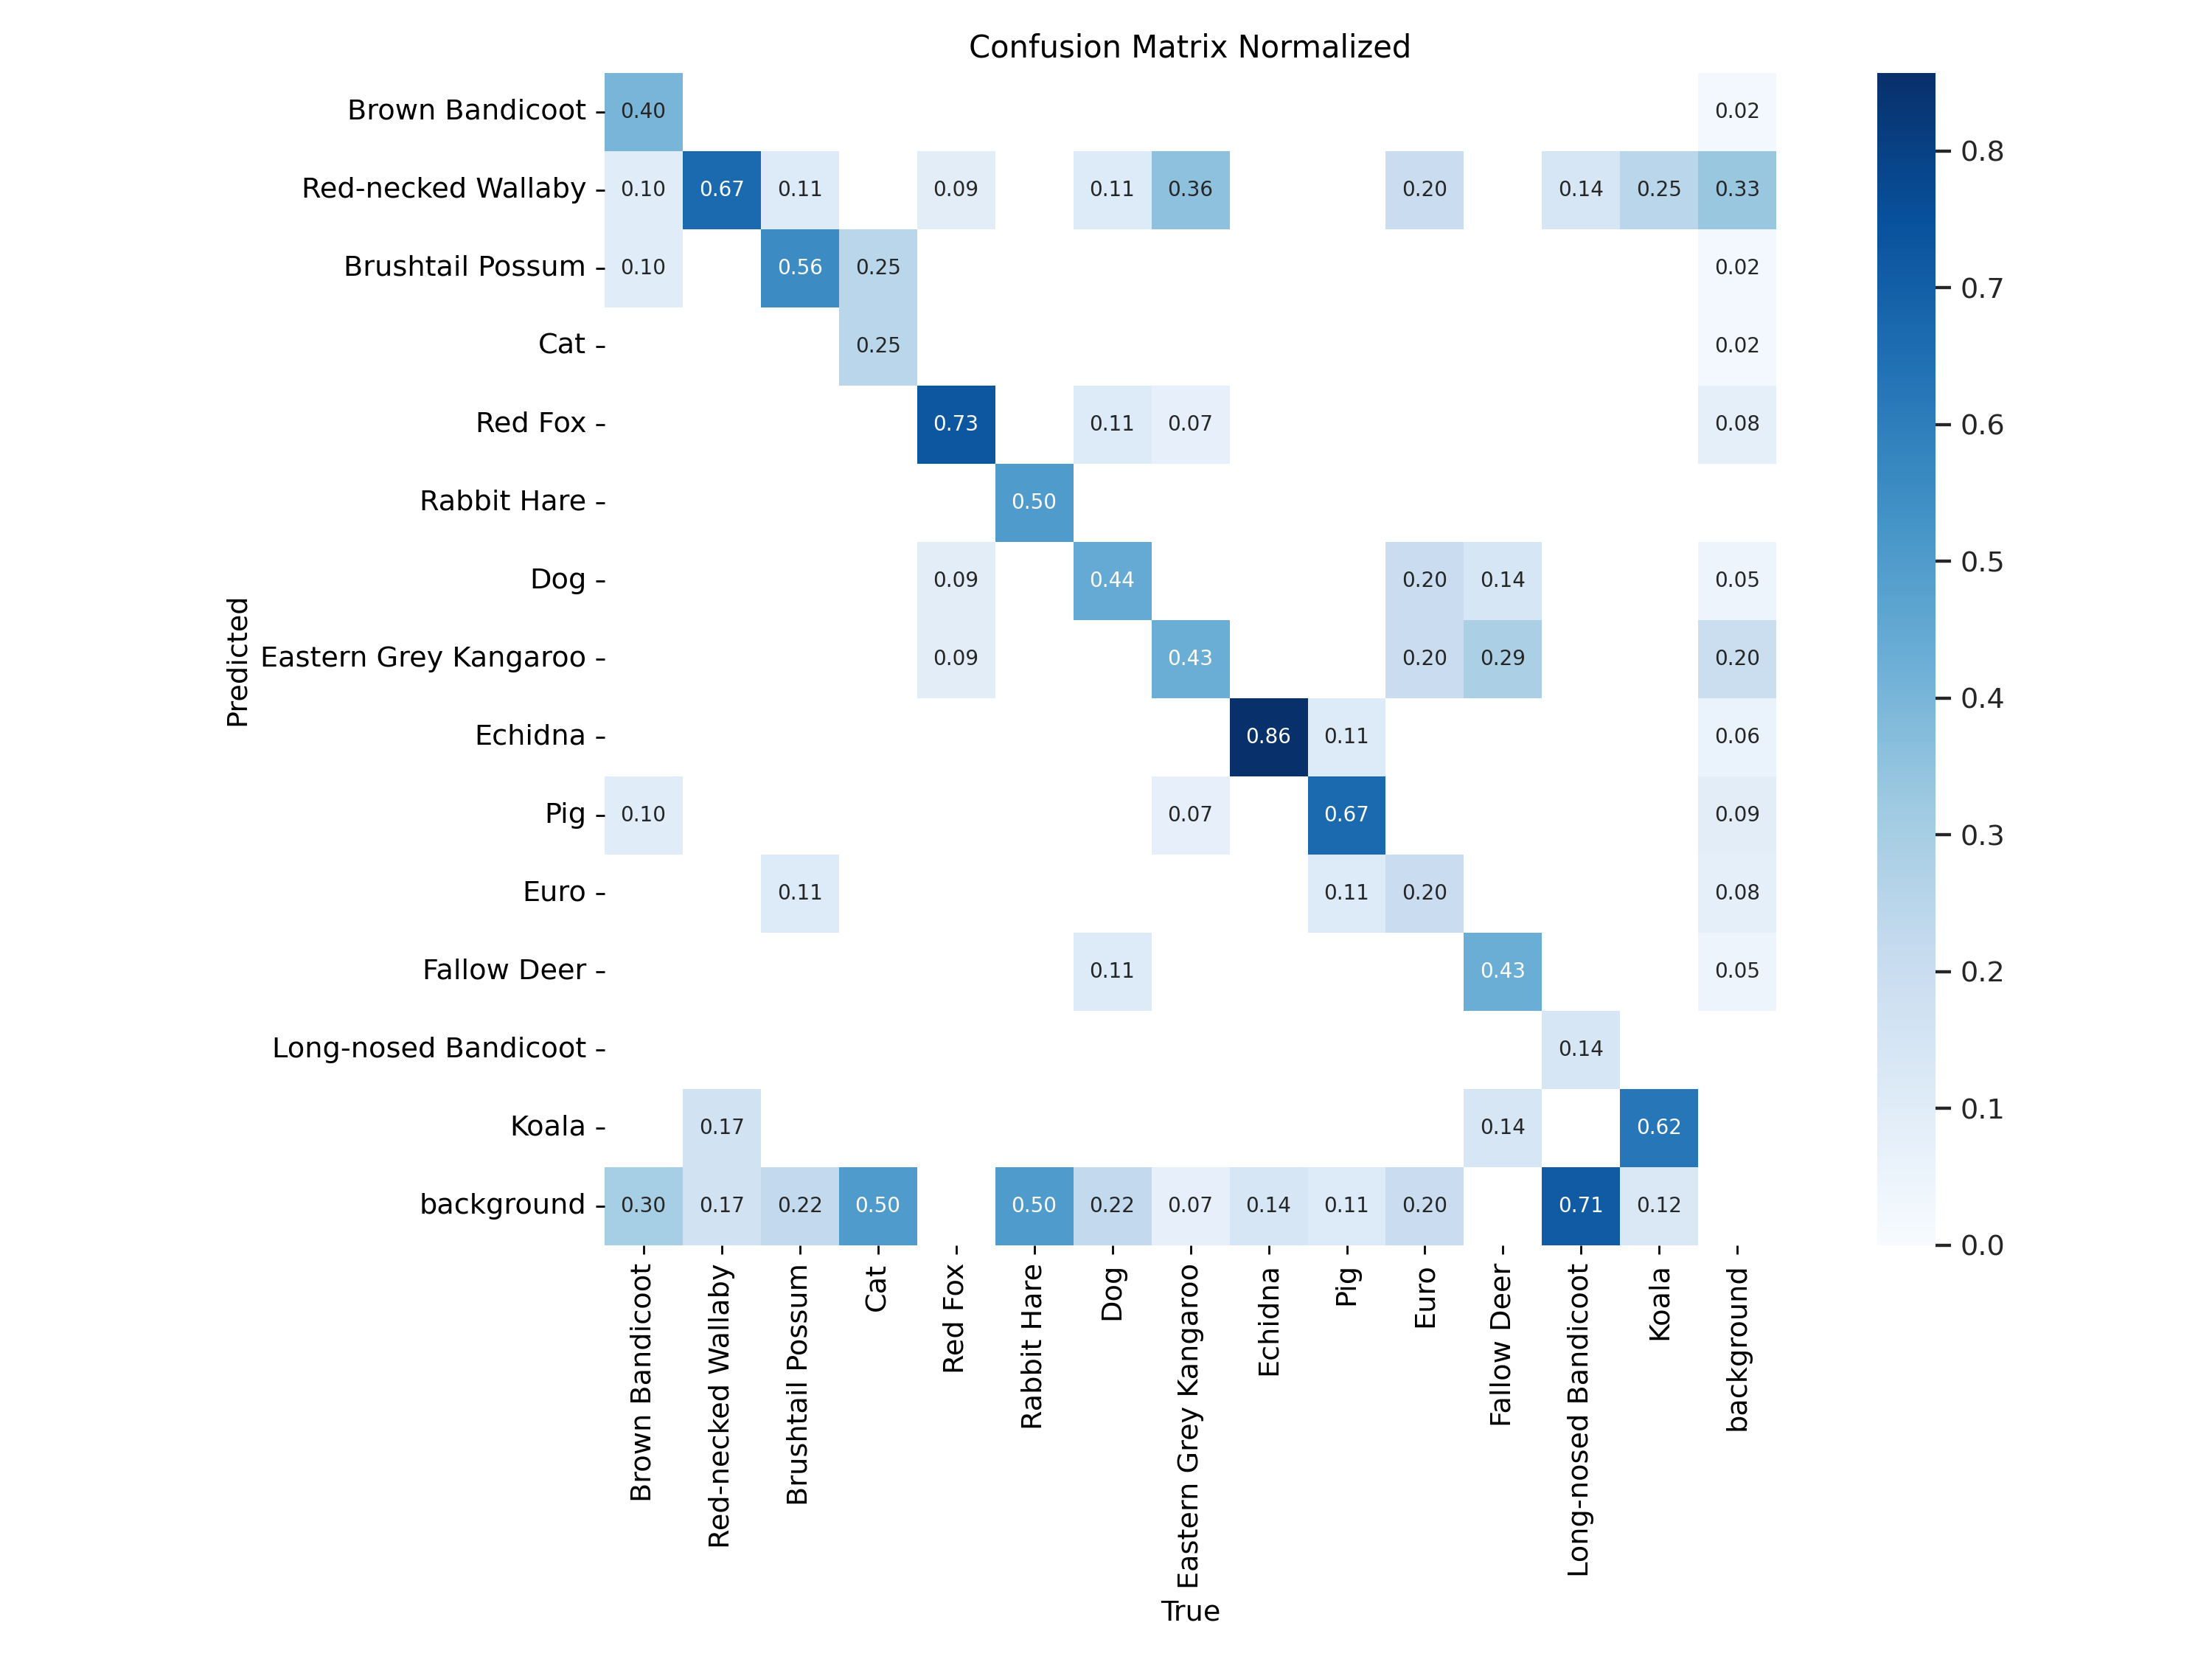 Confusion Matrix Normalized
Brown Bandicoot 0.40 0.02
Red-necked Wallaby 0.10 0.67 0.11 0.09 0.11 0.36 0.20 0.14 0.25 0.33
Brushtail Possum 0.10 0.56 0.25 0.02
Cat 0.25 0.02
Red Fox 0.73 0.11 0.07 0.08
Rabbit Hare 0.50
Dog 0.09 0.44 0.20 0.14 0.05
Eastern Grey Kangaroo 0.09 0.43 0.20 0.29 0.20
Echidna 0.86 0.11 0.06
Pig 0.10 0.07 0.67 0.09
Euro 0.11 0.11 0.20 0.08
Fallow Deer 0.11 0.43 0.05
Long-nosed Bandicoot 0.14
Koala 0.17 0.14 0.62
background 0.30 0.17 0.22 0.50 0.50 0.22 0.07 0.14 0.11 0.20 0.71 0.12
Predicted
Brown Bandicoot
Red-necked Wallaby
Brushtail Possum
Cat
Red Fox
Rabbit Hare
Dog
Eastern Grey Kangaroo
Echidna
Pig
Euro
Fallow Deer
Long-nosed Bandicoot
Koala
background
True
0.8
0.7
0.6
0.5
0.4
0.3
0.2
0.1
0.0